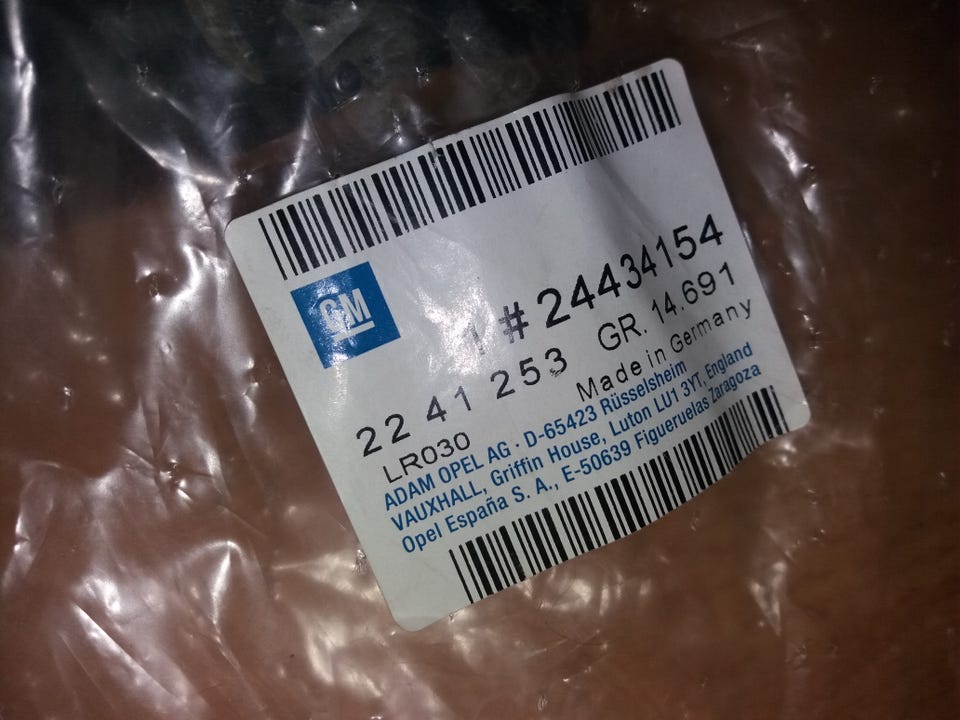 GM
1 # 24434154
22 41 253 GR. 14.691
LR030 Made in Germany
ADAM OPEL AG · D-65423 Rüsselsheim
VAUXHALL, Griffin House, Luton LU1 3YT, England
Opel España S. A., E-50639 Figueruelas Zaragoza